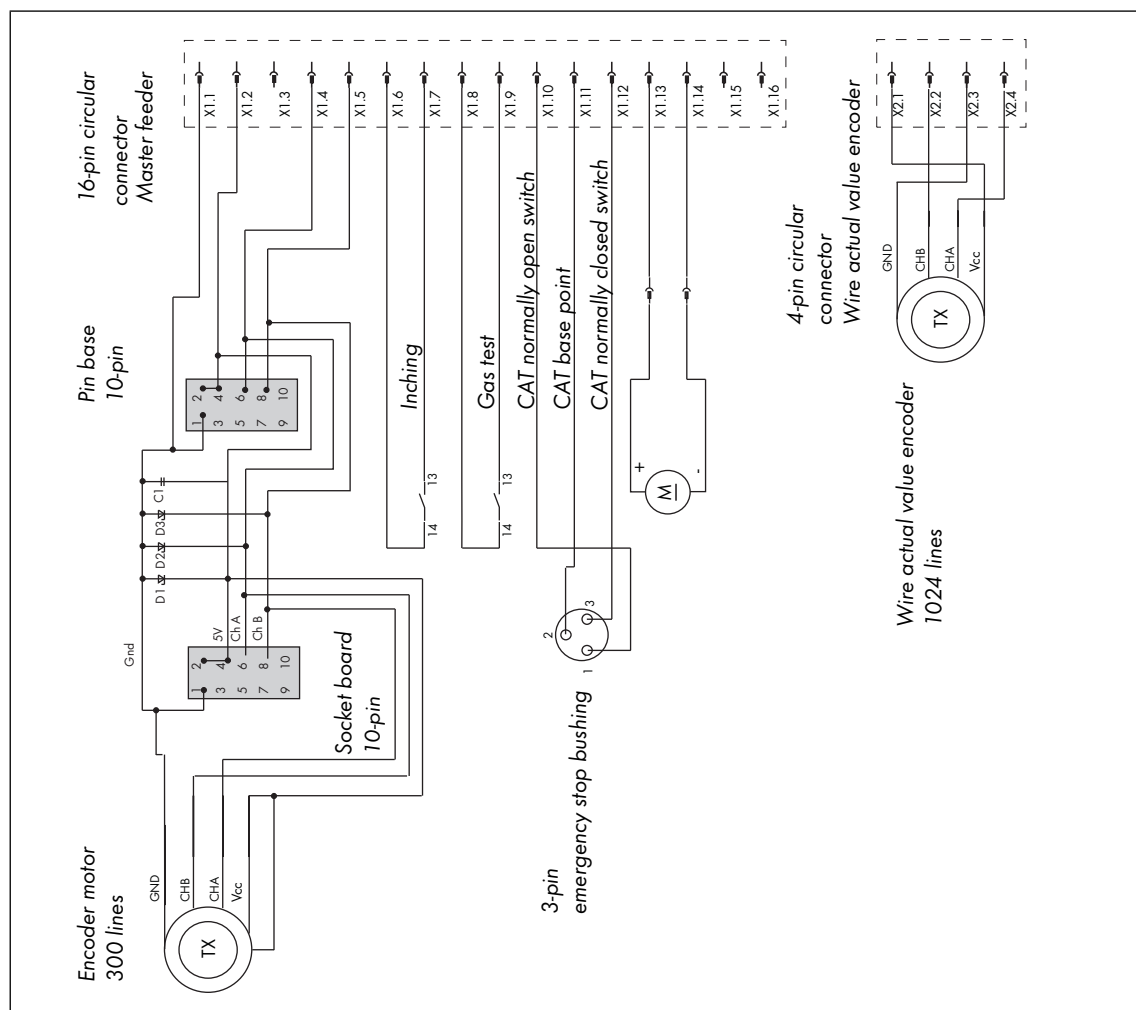 16-pin circular
connector
Master feeder
X1.1
X1.2
X1.3
X1.4
X1.5
X1.6
X1.7
X1.8
X1.9
X1.10
X1.11
X1.12
X1.13
X1.14
X1.15
X1.16
X2.1
X2.2
X2.3
X2.4
4-pin circular
connector
Wire actual value encoder
GND
CHB
CHA
Vcc
TX
Wire actual value encoder
1024 lines
Pin base
10-pin
2
4
6
8
10
1
3
5
7
9
Inching
13
14
Gas test
13
14
CAT normally open switch
CAT base point
CAT normally closed switch
+
-
M
C1
D3
D2
D1
Gnd
5V
Ch A
Ch B
2
4
6
8
10
1
3
5
7
9
Socket board
10-pin
2
3
1
3-pin
emergency stop bushing
Encoder motor
300 lines
GND
CHB
CHA
Vcc
TX